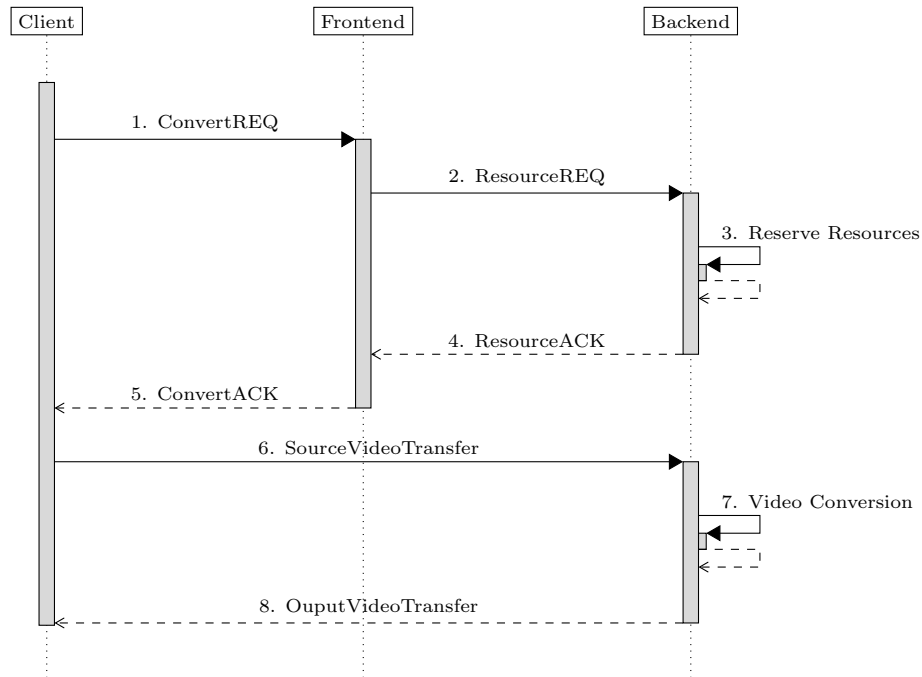 Client
Frontend
Backend
1. ConvertREQ
2. ResourceREQ
3. Reserve Resources
4. ResourceACK
5. ConvertACK
6. SourceVideoTransfer
7. Video Conversion
8. OuputVideoTransfer